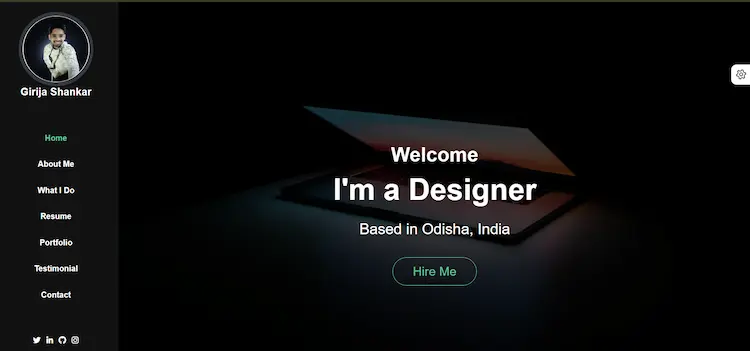 Girija Shankar
Home
About Me
What I Do
Resume
Portfolio
Testimonial
Contact
Welcome
I'm a Designer
Based in Odisha, India
Hire Me